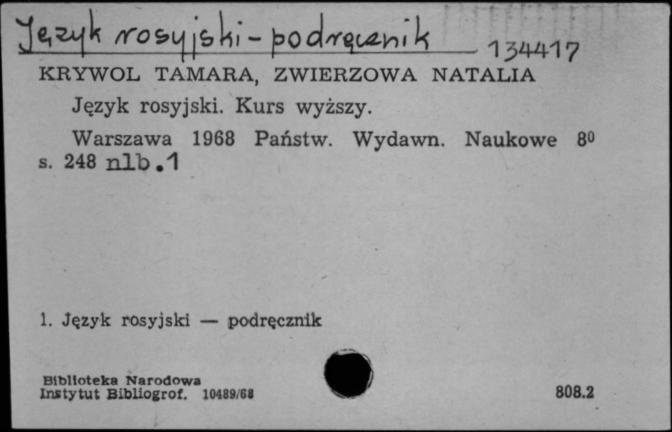 Język rosyjski - podręcznik 134417
KRYWOL TAMARA, ZWIERZOWA NATALIA
Język rosyjski. Kurs wyższy.
Warszawa 1968 Państw. Wydawn. Naukowe 8⁰
s. 248 nlb.1
1. Język rosyjski — podręcznik
Biblioteka Narodowa
Instytut Bibliogrof. 10489/68
808.2